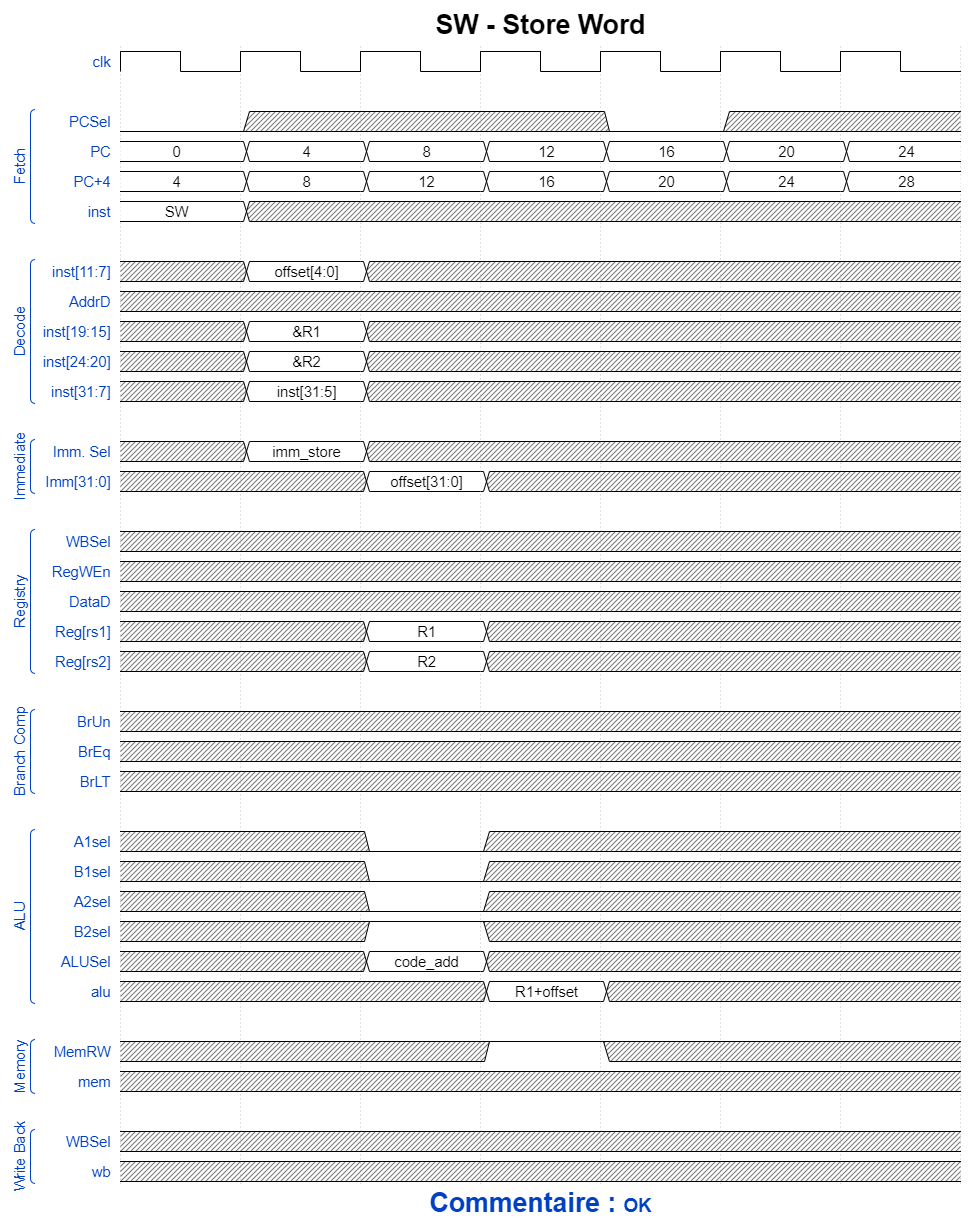 SW - Store Word
clk
Fetch
PCSel
PC 0 4 8 12 16 20 24
PC+4 4 8 12 16 20 24 28
inst SW
Decode
inst[11:7] offset[4:0]
AddrD
inst[19:15] &R1
inst[24:20] &R2
inst[31:7] inst[31:5]
Immediate
Imm. Sel imm_store
Imm[31:0] offset[31:0]
Registry
WBSel
RegWEn
DataD
Reg[rs1] R1
Reg[rs2] R2
Branch Comp
BrUn
BrEq
BrLT
ALU
A1sel
B1sel
A2sel
B2sel
ALUSel code_add
alu R1+offset
Memory
MemRW
mem
Write Back
WBSel
wb
Commentaire : OK